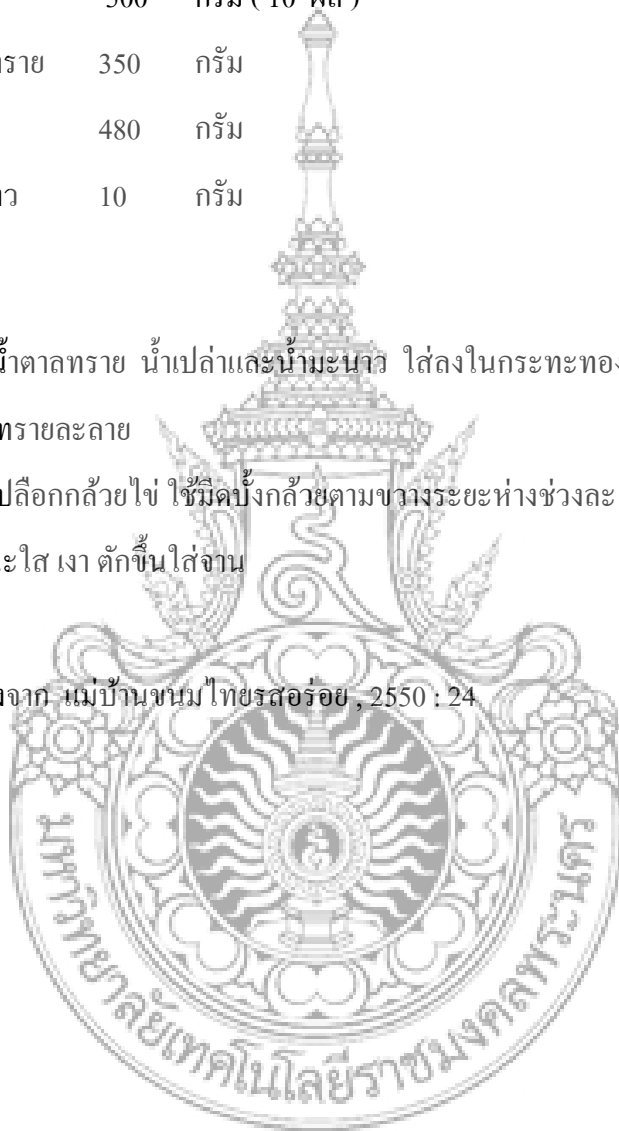 500 กรัม ( 10 ผล )
ราย 350 กรัม
480 กรัม
าว 10 กรัม
น้ำตาลทราย น้ำเปล่าและน้ำมะนาว ใส่ลงในกระทะทอง
ทรายละลาย
ปลือกกล้วยไข่ ใช้มีดบั้งกล้วยตามขวางระยะห่างช่วงละ
ะใส เงา ตักขึ้นใส่จาน
งจาก แม่บ้านขนมไทยรสอร่อย , 2550 : 24
มหาวิทยาลัยเทคโนโลยีราชมงคลพระนคร